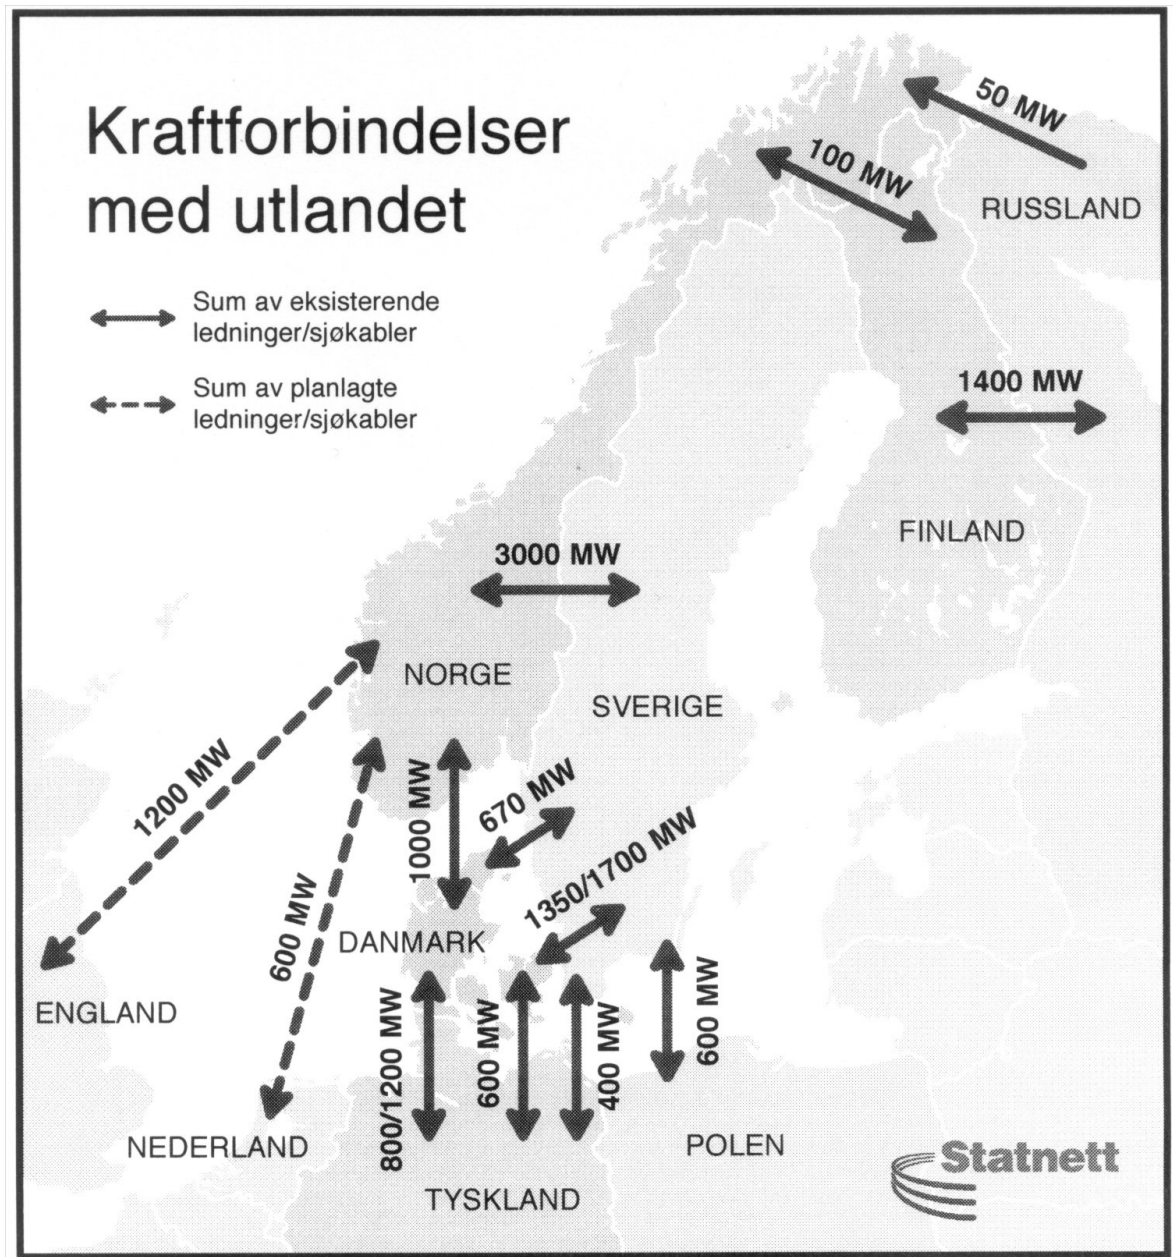 Kraftforbindelser
med utlandet
Sum av eksisterende
ledninger/sjøkabler
Sum av planlagte
ledninger/sjøkabler
50 MW
100 MW
RUSSLAND
1400 MW
FINLAND
3000 MW
NORGE
SVERIGE
1200 MW
1000 MW
670 MW
1350/1700 MW
600 MW
DANMARK
ENGLAND
800/1200 MW
600 MW
400 MW
600 MW
NEDERLAND
POLEN
TYSKLAND
Statnett